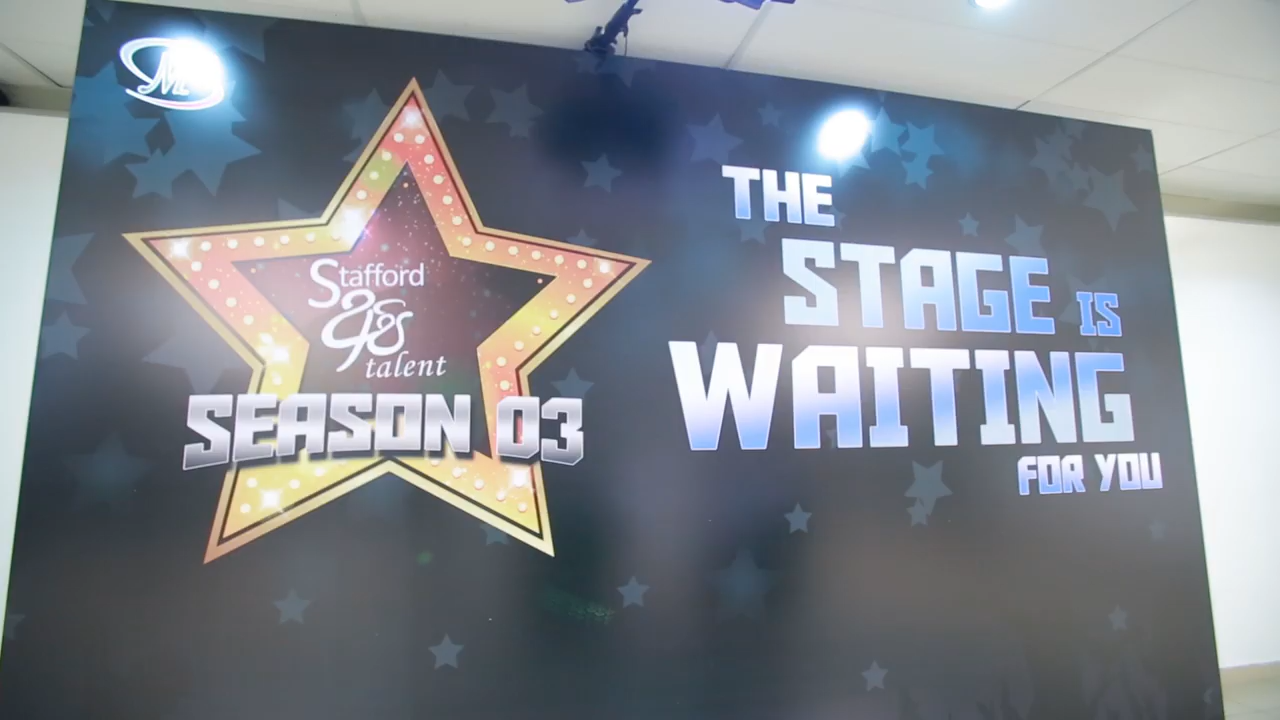 Stafford
talent
SEASON 03
THE
STAGE IS
WAITING
FOR YOU